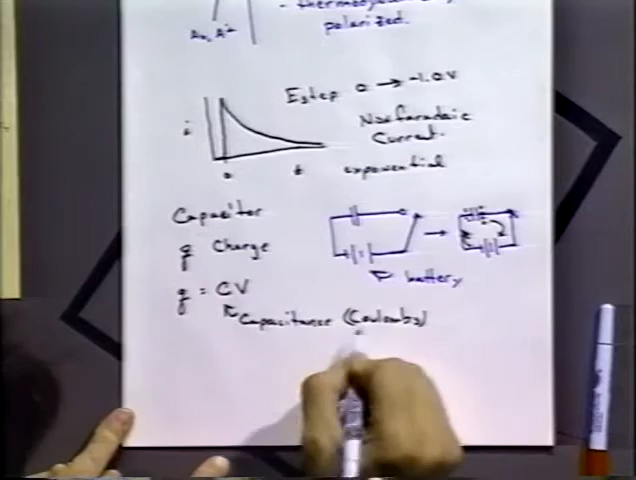 polarized.
Estep 0 → -1.0V
i
Nonfaradaic
Current.
0
t
exponential
Capacitor
q Charge
battery
q = CV
Capacitance (Coulombs)